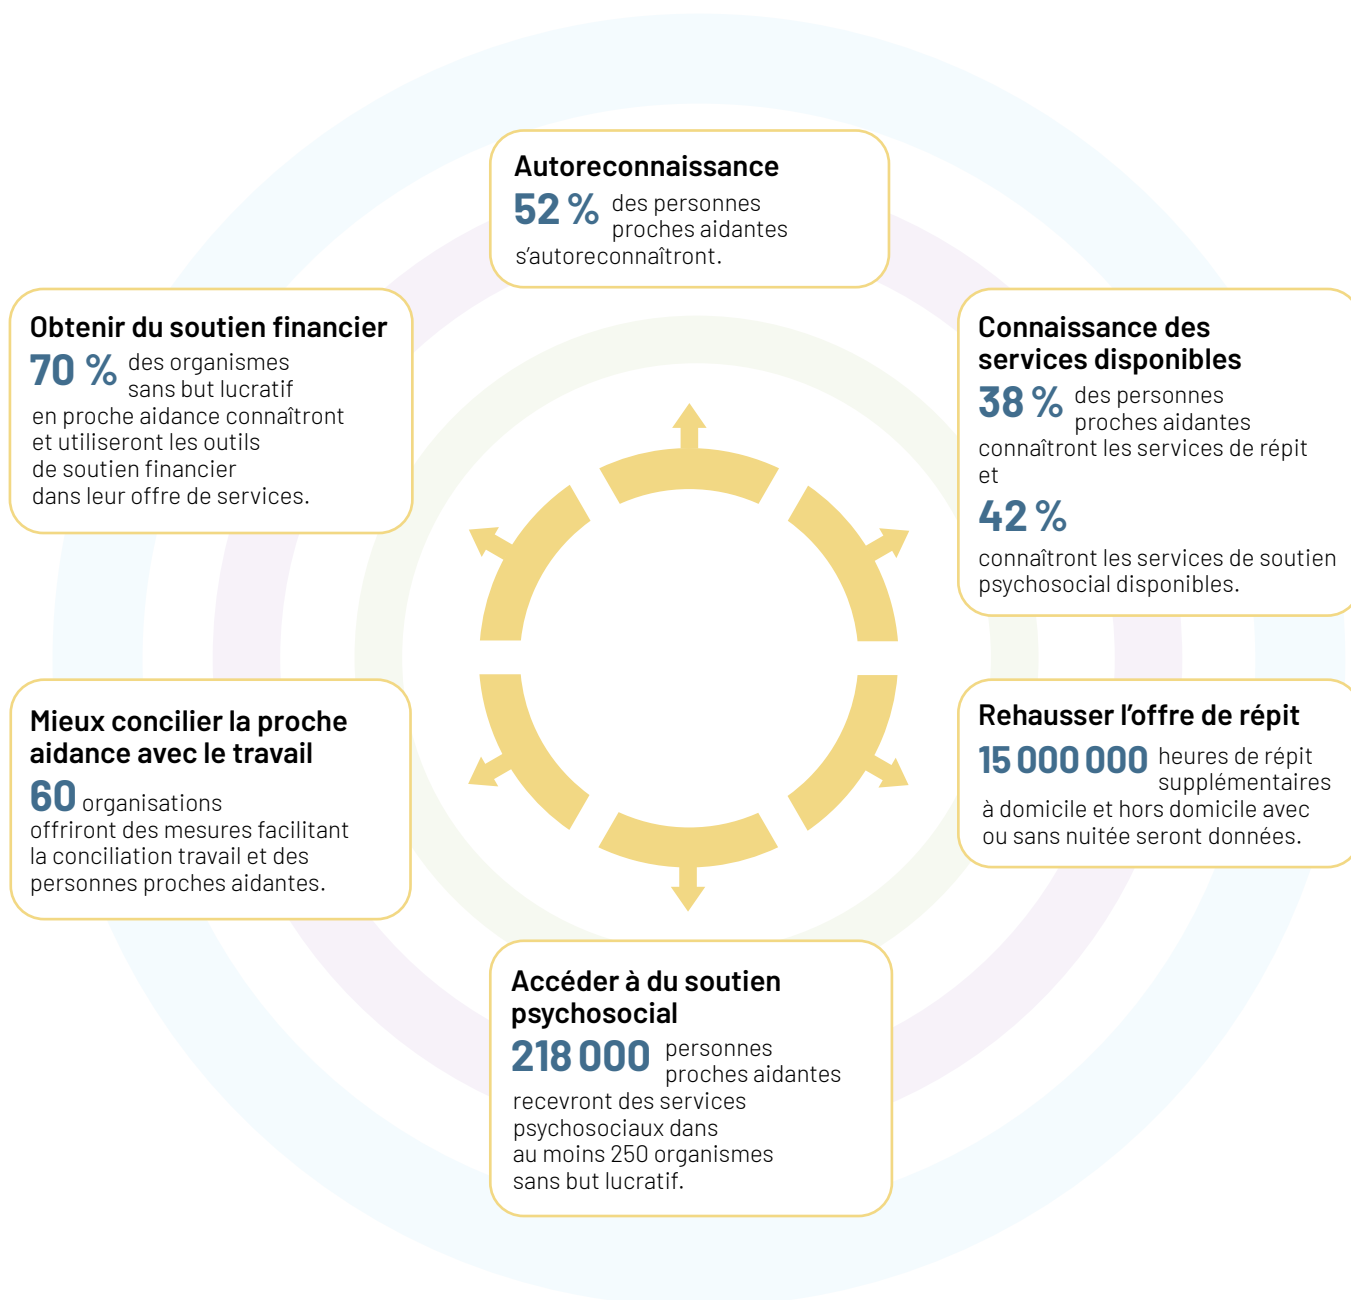 Autoreconnaissance
52 % des personnes
proches aidantes
s’autoreconnaîtront.
Connaissance des
services disponibles
38 % des personnes
proches aidantes
connaîtront les services de répit
et
42 %
connaîtront les services de soutien
psychosocial disponibles.
Rehausser l’offre de répit
15 000 000 heures de répit
supplémentaires
à domicile et hors domicile avec
ou sans nuitée seront données.
Accéder à du soutien
psychosocial
218 000 personnes
proches aidantes
recevront des services
psychosociaux dans
au moins 250 organismes
sans but lucratif.
Mieux concilier la proche
aidance avec le travail
60 organisations
offriront des mesures facilitant
la conciliation travail et des
personnes proches aidantes.
Obtenir du soutien financier
70 % des organismes
sans but lucratif
en proche aidance connaîtront
et utiliseront les outils
de soutien financier
dans leur offre de services.